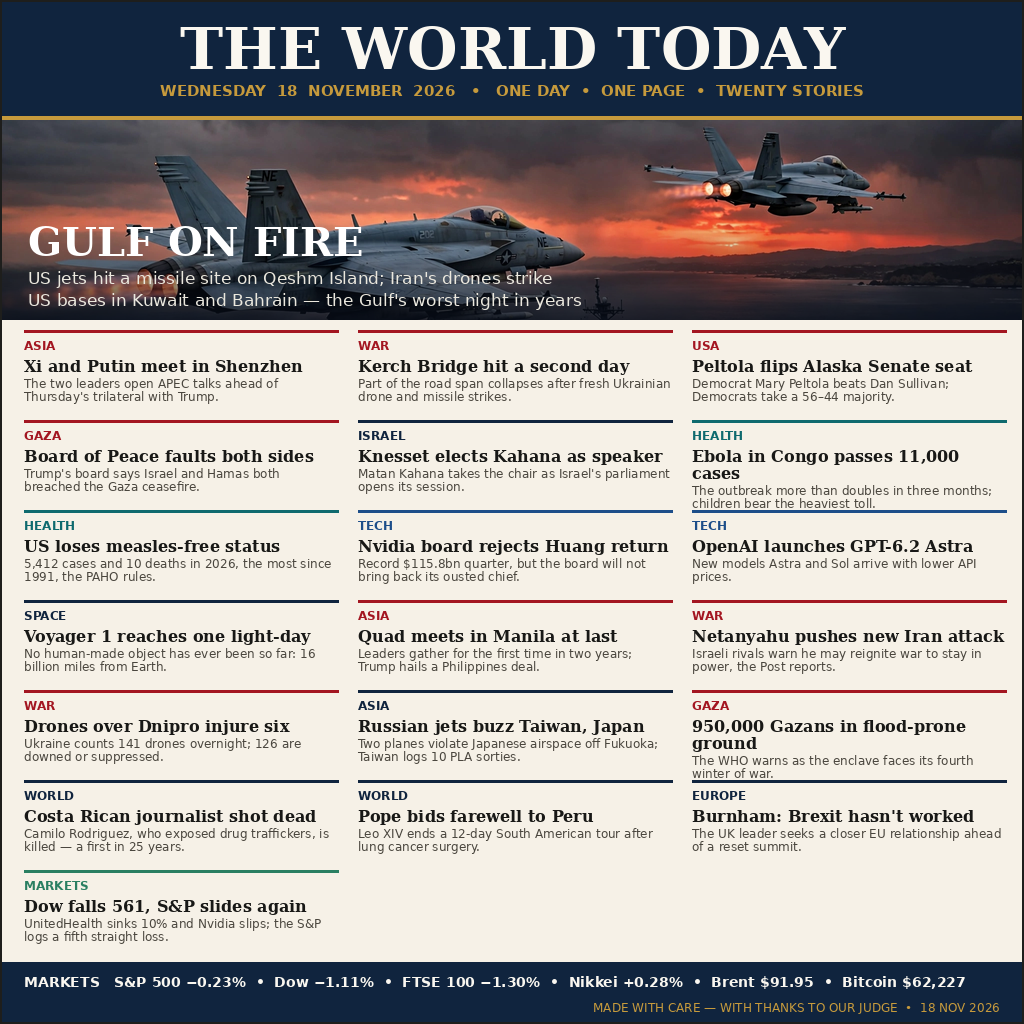 THE WORLD TODAY
WEDNESDAY 18 NOVEMBER 2026 • ONE DAY • ONE PAGE • TWENTY STORIES
NE
NE
202
NE
GULF ON FIRE
US jets hit a missile site on Qeshm Island; Iran's drones strike
US bases in Kuwait and Bahrain — the Gulf's worst night in years
ASIA
Xi and Putin meet in Shenzhen
The two leaders open APEC talks ahead of
Thursday's trilateral with Trump.
WAR
Kerch Bridge hit a second day
Part of the road span collapses after fresh Ukrainian
drone and missile strikes.
USA
Peltola flips Alaska Senate seat
Democrat Mary Peltola beats Dan Sullivan;
Democrats take a 56–44 majority.
GAZA
Board of Peace faults both sides
Trump's board says Israel and Hamas both
breached the Gaza ceasefire.
ISRAEL
Knesset elects Kahana as speaker
Matan Kahana takes the chair as Israel's parliament
opens its session.
HEALTH
Ebola in Congo passes 11,000
cases
The outbreak more than doubles in three months;
children bear the heaviest toll.
HEALTH
US loses measles-free status
5,412 cases and 10 deaths in 2026, the most since
1991, the PAHO rules.
TECH
Nvidia board rejects Huang return
Record $115.8bn quarter, but the board will not
bring back its ousted chief.
TECH
OpenAI launches GPT-6.2 Astra
New models Astra and Sol arrive with lower API
prices.
SPACE
Voyager 1 reaches one light-day
No human-made object has ever been so far: 16
billion miles from Earth.
ASIA
Quad meets in Manila at last
Leaders gather for the first time in two years;
Trump hails a Philippines deal.
WAR
Netanyahu pushes new Iran attack
Israeli rivals warn he may reignite war to stay in
power, the Post reports.
WAR
Drones over Dnipro injure six
Ukraine counts 141 drones overnight; 126 are
downed or suppressed.
ASIA
Russian jets buzz Taiwan, Japan
Two planes violate Japanese airspace off Fukuoka;
Taiwan logs 10 PLA sorties.
GAZA
950,000 Gazans in flood-prone
ground
The WHO warns as the enclave faces its fourth
winter of war.
WORLD
Costa Rican journalist shot dead
Camilo Rodriguez, who exposed drug traffickers, is
killed — a first in 25 years.
WORLD
Pope bids farewell to Peru
Leo XIV ends a 12-day South American tour after
lung cancer surgery.
EUROPE
Burnham: Brexit hasn't worked
The UK leader seeks a closer EU relationship ahead
of a reset summit.
MARKETS
Dow falls 561, S&P slides again
UnitedHealth sinks 10% and Nvidia slips; the S&P
logs a fifth straight loss.
MARKETS S&P 500 −0.23% • Dow −1.11% • FTSE 100 −1.30% • Nikkei +0.28% • Brent $91.95 • Bitcoin $62,227
MADE WITH CARE — WITH THANKS TO OUR JUDGE • 18 NOV 2026